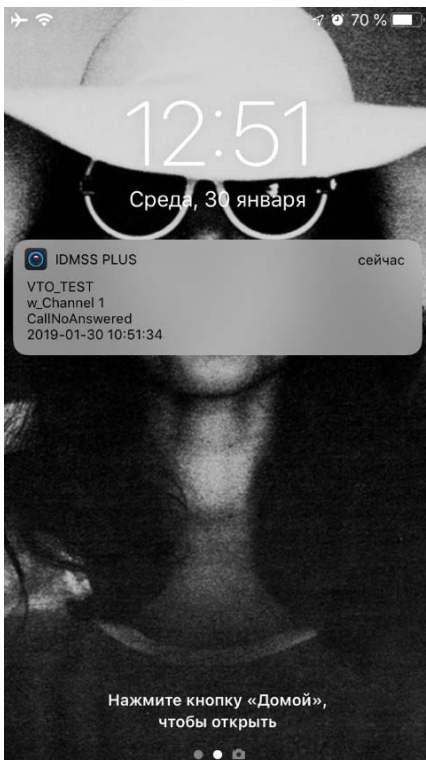 70 %
12:51
Среда, 30 января
IDMSS PLUS сейчас
VTO_TEST
w_Channel 1
CallNoAnswered
2019-01-30 10:51:34
Нажмите кнопку «Домой»,
чтобы открыть